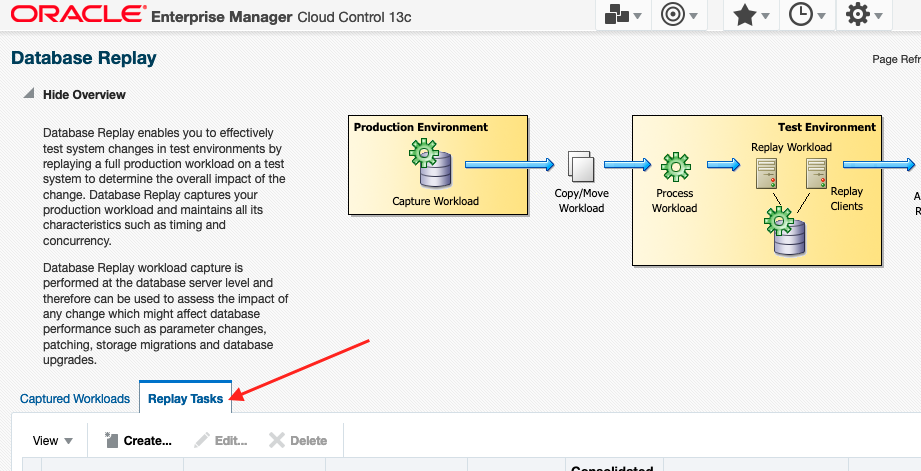 ORACLE Enterprise Manager Cloud Control 13c
Database Replay
Page Refr
Hide Overview
Database Replay enables you to effectively
test system changes in test environments by
replaying a full production workload on a test
system to determine the overall impact of the
change. Database Replay captures your
production workload and maintains all its
characteristics such as timing and
concurrency.
Database Replay workload capture is
performed at the database server level and
therefore can be used to assess the impact of
any change which might affect database
performance such as parameter changes,
patching, storage migrations and database
upgrades.
Production Environment
Capture Workload
Copy/Move
Workload
Test Environment
Process
Workload
Replay Workload
Replay
Clients
A
R
Captured Workloads
Replay Tasks
View
Create...
Edit...
Delete
Consolidated